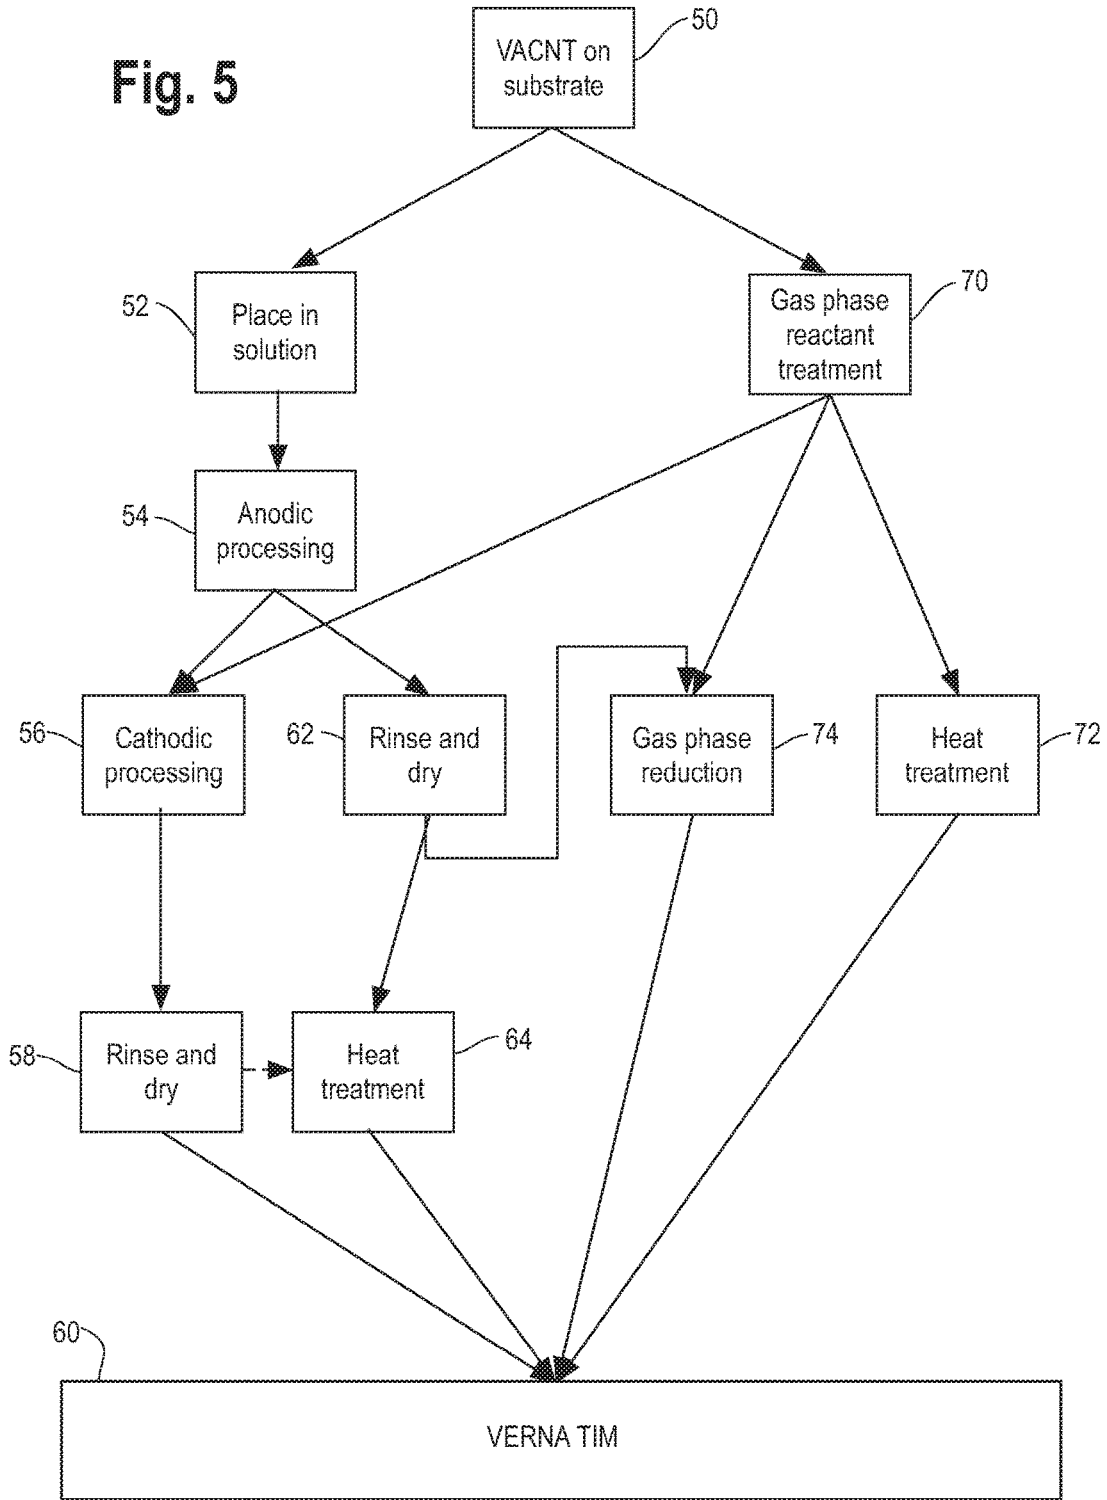 Fig. 5
50
VACNT on
substrate
52
Place in
solution
70
Gas phase
reactant
treatment
54
Anodic
processing
56
Cathodic
processing
62
Rinse and
dry
74
Gas phase
reduction
72
Heat
treatment
58
Rinse and
dry
64
Heat
treatment
60
VERNA TIM